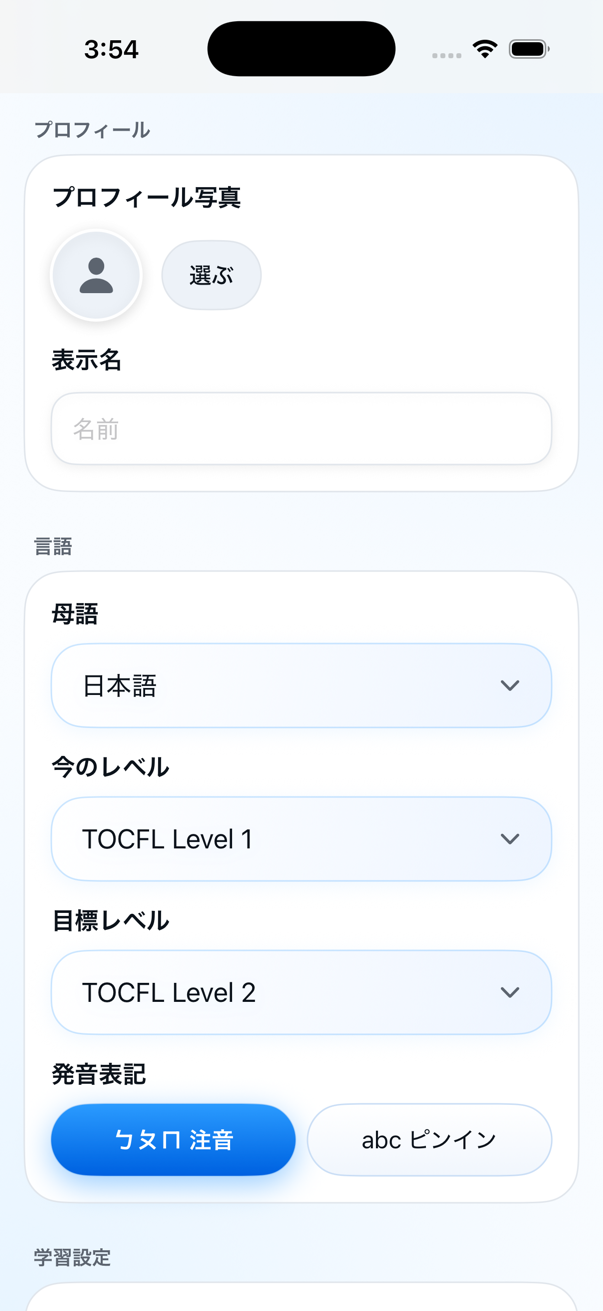 3:54
プロフィール
プロフィール写真
選ぶ
表示名
名前
言語
母語
日本語
今のレベル
TOCFL Level 1
目標レベル
TOCFL Level 2
発音表記
ㄅㄆㄇ 注音
abc ピンイン
学習設定